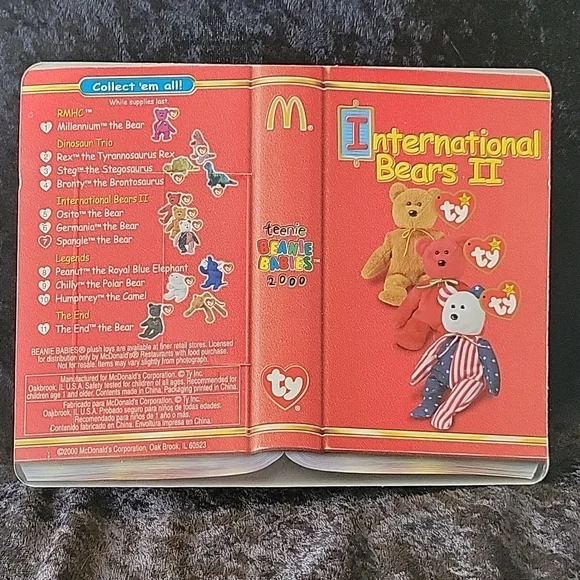 Collect 'em all!
While supplies last.
RMHC™
1 Millennium™ the Bear
Dinosaur Trio
2 Rex™ the Tyrannosaurus Rex
3 Steg™ the Stegosaurus
4 Bronty™ the Brontosaurus
International Bears II
5 Osito™ the Bear
6 Germania™ the Bear
7 Spangle™ the Bear
Legends
8 Peanut™ the Royal Blue Elephant
9 Chilly™ the Polar Bear
10 Humphrey™ the Camel
The End
11 The End™ the Bear
BEANIE BABIES® plush toys are available at finer retail stores. Licensed
for distribution only by McDonald's® Restaurants with food purchase.
Not for resale. Items may vary slightly from photograph.
Manufactured for McDonald's Corporation, © Ty Inc.
Oakbrook, IL U.S.A. Safety tested for children of all ages. Recommended for
children age 1 and older. Contents made in China. Packaging printed in China.
Fabricado para McDonald's Corporation, © Ty Inc.
Oakbrook, IL U.S.A. Probado seguro para niños de todas edades.
Recomendado para niños de 1 año o más.
Contenido fabricado en China. Envoltura impresa en China.
©2000 McDonald's Corporation, Oak Brook, IL 60523
M®
teenie
BEANIE
BABIES™
2000
ty
International
Bears II
ty
ty
ty